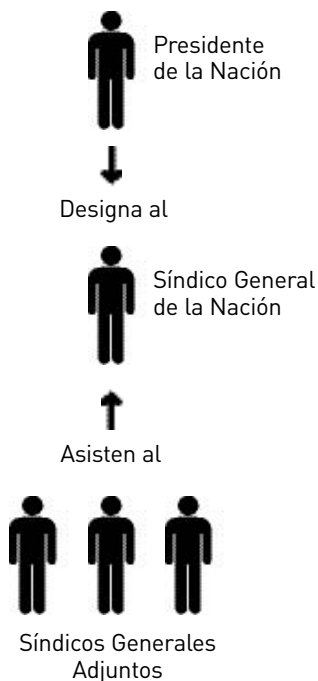 Presidente
de la Nación
Designa al
Síndico General
de la Nación
Asisten al
Síndicos Generales
Adjuntos